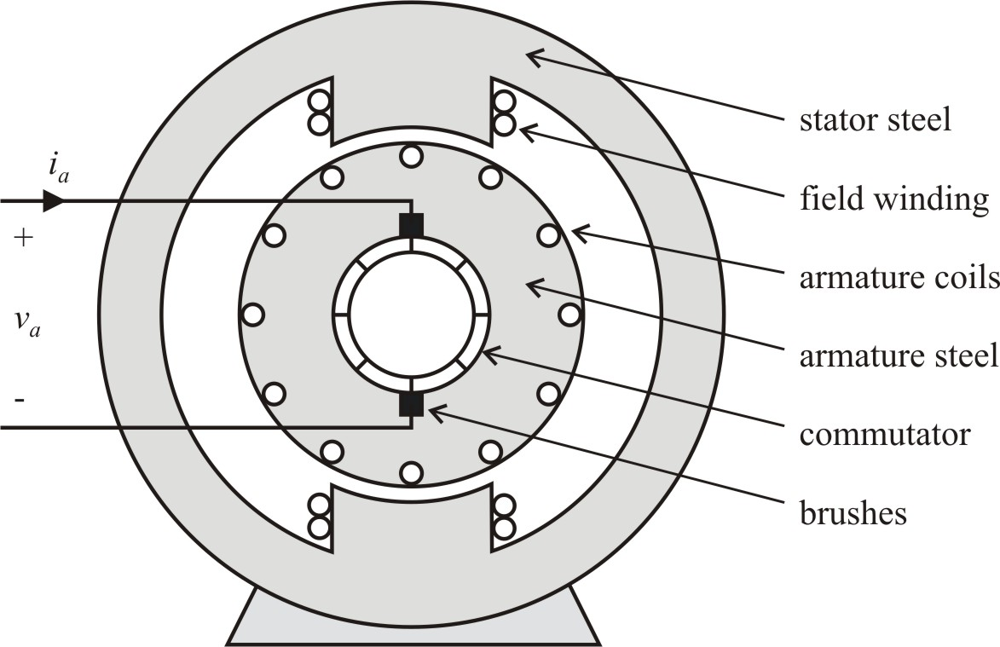 i_a
+
v_a
-
stator steel
field winding
armature coils
armature steel
commutator
brushes